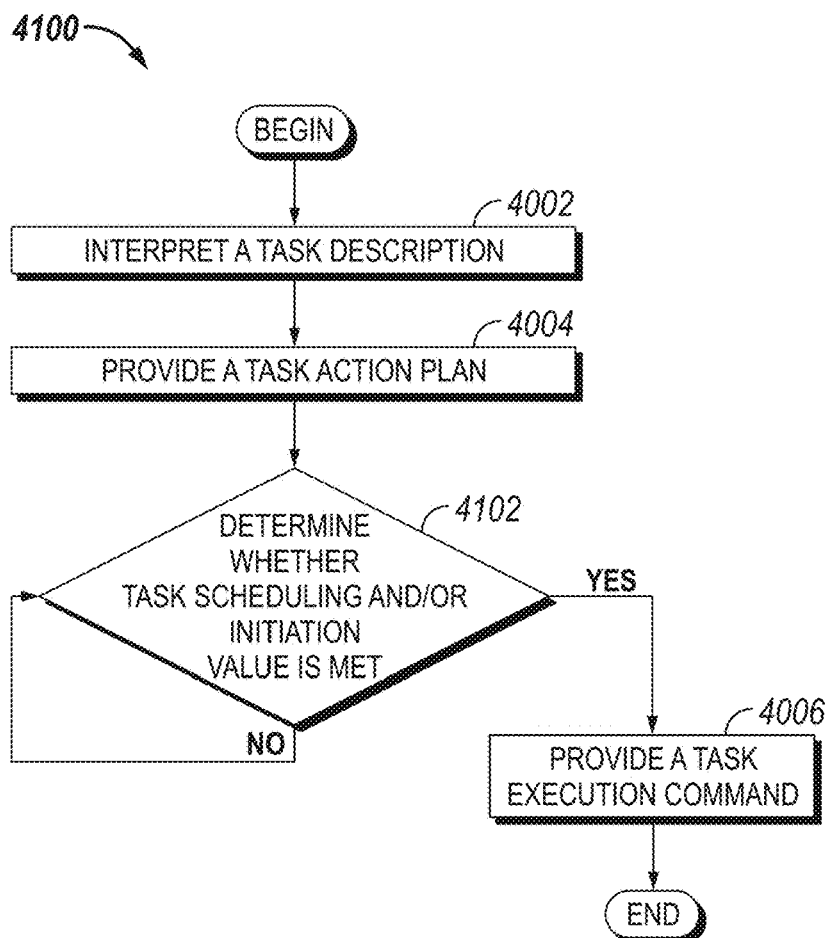 4100
BEGIN
4002
INTERPRET A TASK DESCRIPTION
4004
PROVIDE A TASK ACTION PLAN
4102
DETERMINE
WHETHER
TASK SCHEDULING AND/OR
INITIATION
VALUE IS MET
YES
NO
4006
PROVIDE A TASK
EXECUTION COMMAND
END